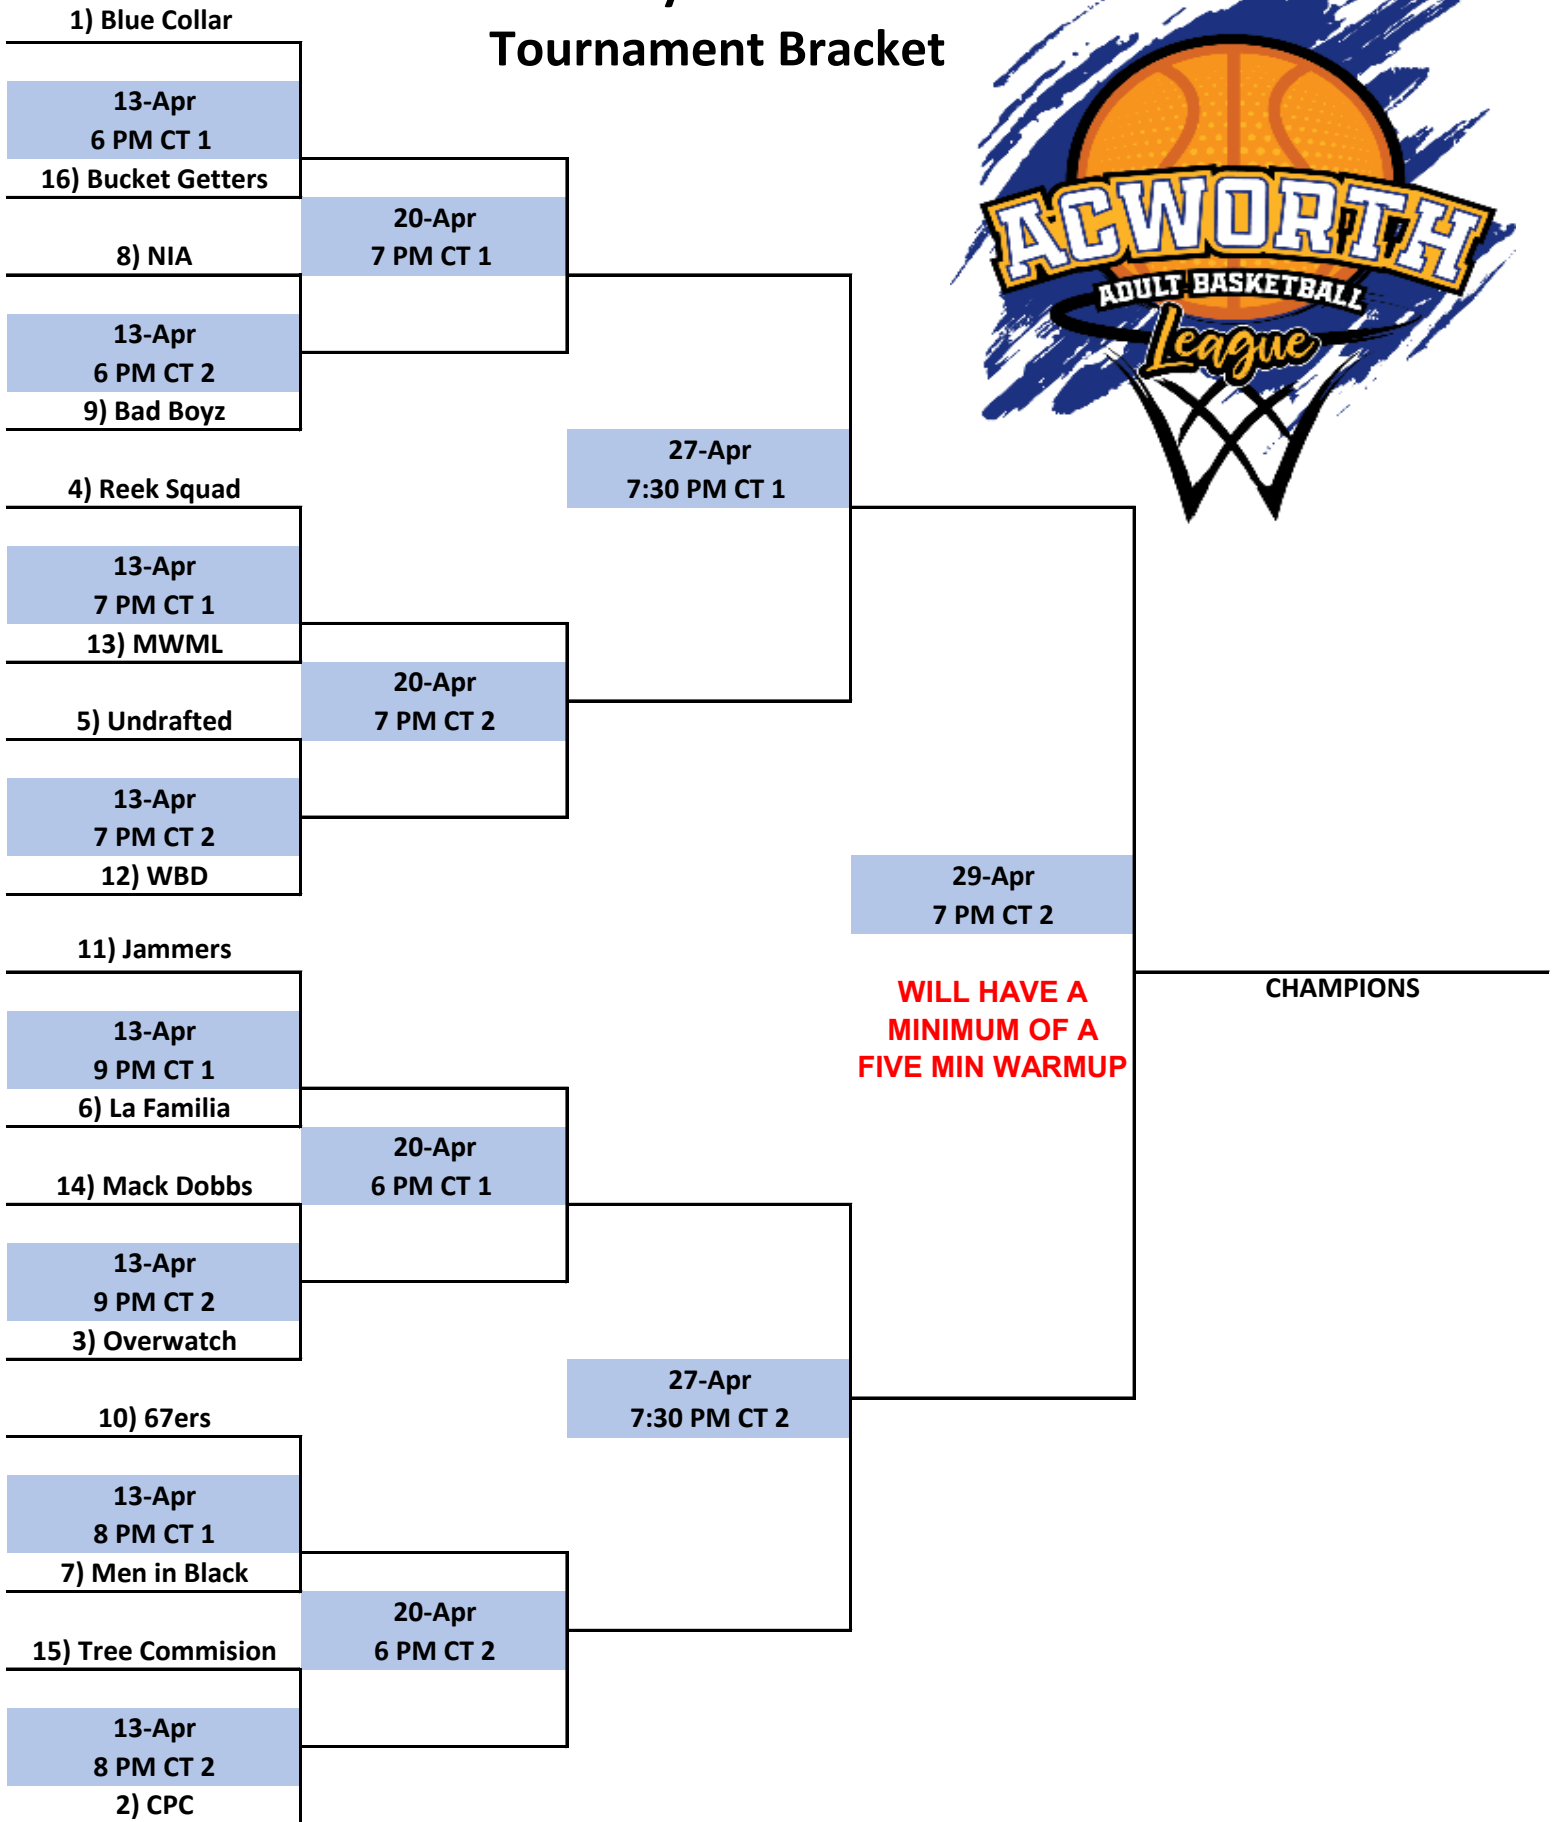 Tournament Bracket
ACWORTH
ADULT BASKETBALL
League
1) Blue Collar
13-Apr
6 PM CT 1
16) Bucket Getters
20-Apr
7 PM CT 1
8) NIA
13-Apr
6 PM CT 2
9) Bad Boyz
27-Apr
7:30 PM CT 1
4) Reek Squad
13-Apr
7 PM CT 1
13) MWML
20-Apr
7 PM CT 2
5) Undrafted
13-Apr
7 PM CT 2
12) WBD
29-Apr
7 PM CT 2
WILL HAVE A
MINIMUM OF A
FIVE MIN WARMUP
CHAMPIONS
11) Jammers
13-Apr
9 PM CT 1
6) La Familia
20-Apr
6 PM CT 1
14) Mack Dobbs
13-Apr
9 PM CT 2
3) Overwatch
27-Apr
7:30 PM CT 2
10) 67ers
13-Apr
8 PM CT 1
7) Men in Black
20-Apr
6 PM CT 2
15) Tree Commision
13-Apr
8 PM CT 2
2) CPC